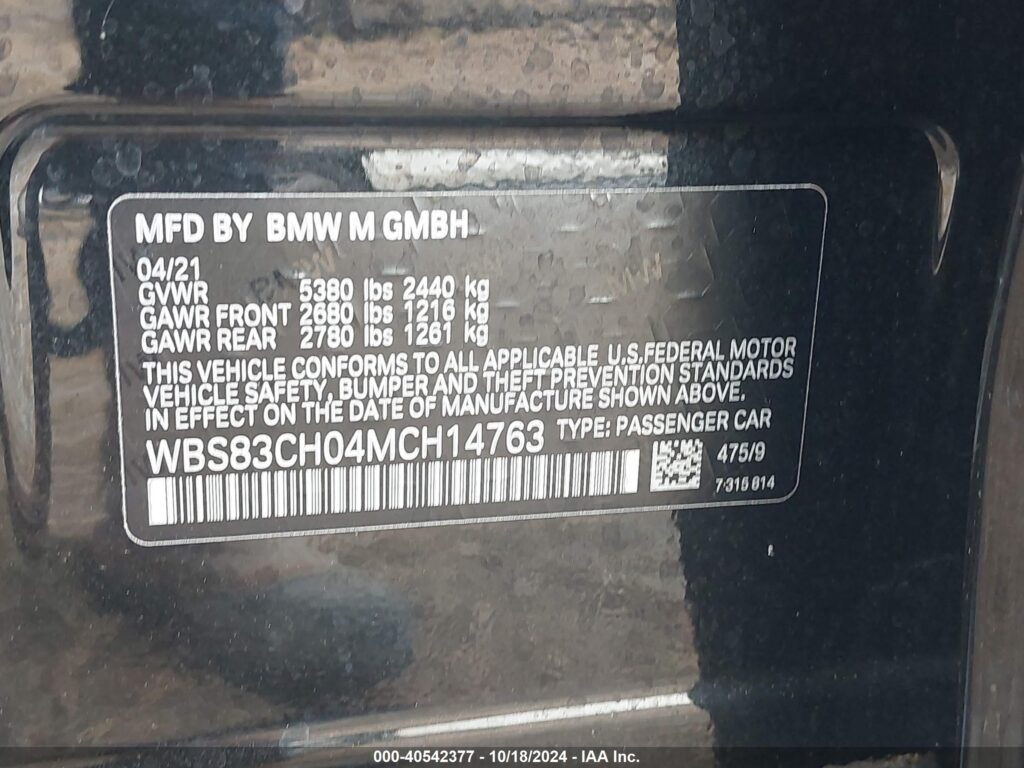 MFD BY BMW M GMBH
04/21
GVWR 5380 lbs 2440 kg
GAWR FRONT 2680 lbs 1216 kg
GAWR REAR 2780 lbs 1261 kg
THIS VEHICLE CONFORMS TO ALL APPLICABLE U.S.FEDERAL MOTOR
VEHICLE SAFETY, BUMPER AND THEFT PREVENTION STANDARDS
IN EFFECT ON THE DATE OF MANUFACTURE SHOWN ABOVE.
WBS83CH04MCH14763 TYPE: PASSENGER CAR
475/9
7 315 814
000-40542377 - 10/18/2024 - IAA Inc.